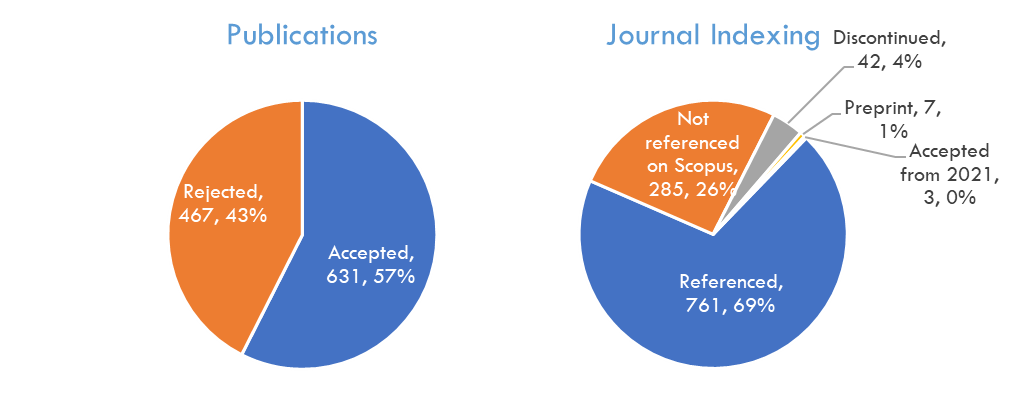 Publications
Rejected,
467, 43%
Accepted,
631, 57%
Journal Indexing
Discontinued,
42, 4%
Preprint, 7,
1%
Accepted
from 2021,
3, 0%
Not
referenced
on Scopus,
285, 26%
Referenced,
761, 69%